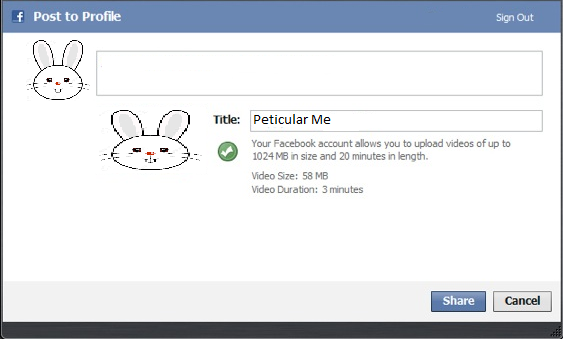 Post to Profile
Sign Out
Title: Peticular Me
Your Facebook account allows you to upload videos of up to
1024 MB in size and 20 minutes in length.
Video Size: 58 MB
Video Duration: 3 minutes
Share Cancel